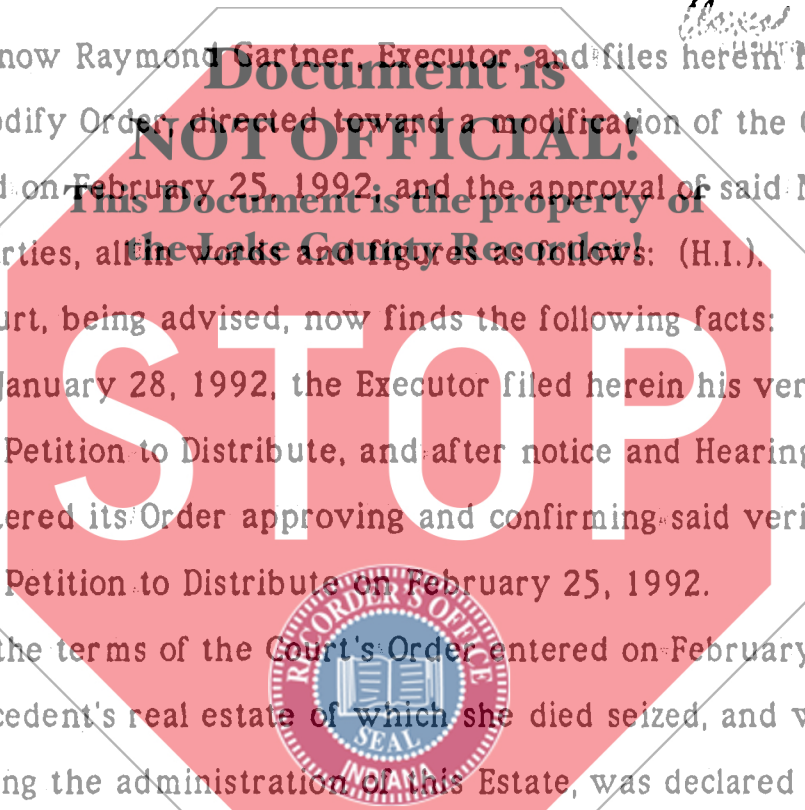 now Raymond Gartner, Executor, and files herein
Document is
odify Order, directed toward a modification of the
NOT OFFICIAL!
d on February 25, 1992, and the approval of said
This Document is the property of
rties, all in words and figures as follows: (H.I.).
the Lake County Recorder!
urt, being advised, now finds the following facts:
January 28, 1992, the Executor filed herein his ver
STOP
Petition to Distribute, and after notice and Hearing
ered its Order approving and confirming said veri
Petition to Distribute on February 25, 1992.
RECORDER'S OFFICE
the terms of the Court's Order entered on February
cedent's real estate of which she died seized, and
SEAL
INDIANA
ng the administration of this Estate, was declared